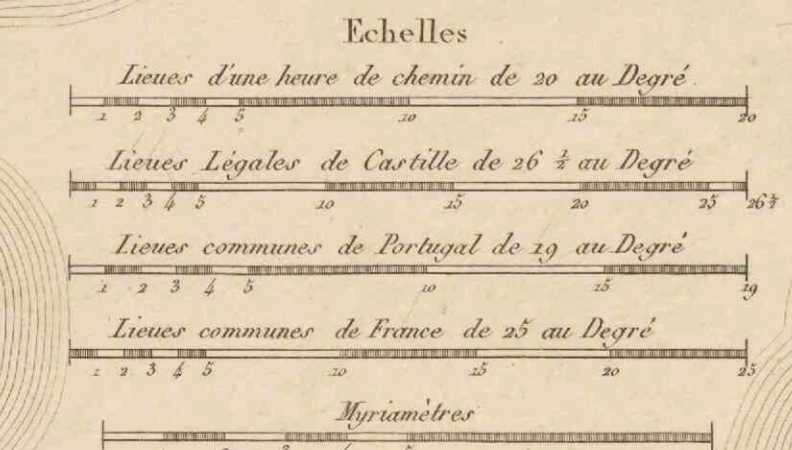 Echelles
Lieues d'une heure de chemin de 20 au Degré.
1 2 3 4 5 10 15 20
Lieues Légales de Castille de 26 ½ au Degré
1 2 3 4 5 10 15 20 25 26 ½
Lieues communes de Portugal de 19 au Degré
1 2 3 4 5 10 15 19
Lieues communes de France de 25 au Degré
1 2 3 4 5 10 15 20 25
Myriamètres